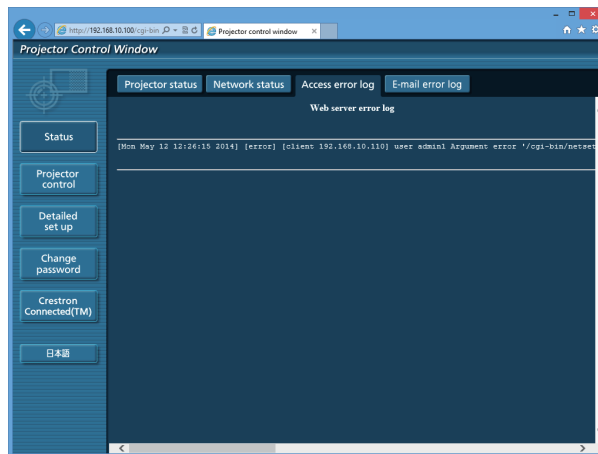 http://192.168.10.100/cgi-bin
Projector control window
Projector Control Window
Projector status
Network status
Access error log
E-mail error log
Web server error log
[Mon May 12 12:26:15 2014] [error] [client 192.168.10.110] user admin1 Argument error '/cgi-bin/netset
Status
Projector
control
Detailed
set up
Change
password
Crestron
Connected(TM)
日本語